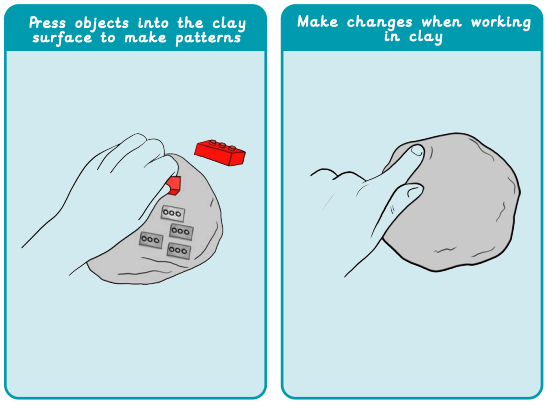 Press objects into the clay
surface to make patterns
Make changes when working
in clay